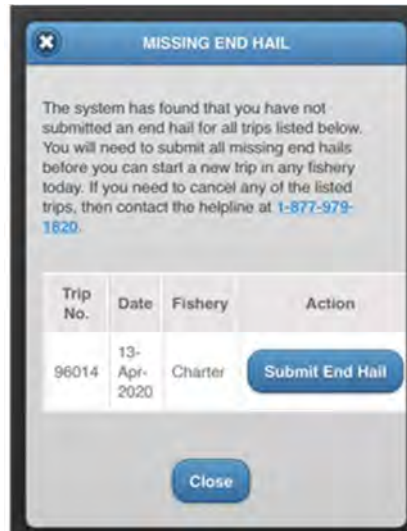 MISSING END HAIL
The system has found that you have not
submitted an end hail for all trips listed below.
You will need to submit all missing end hails
before you can start a new trip in any fishery
today. If you need to cancel any of the listed
trips, then contact the helpline at 1-877-979-
1820.
Trip No. Date Fishery Action
96014 13-Apr-2020 Charter Submit End Hail
Close